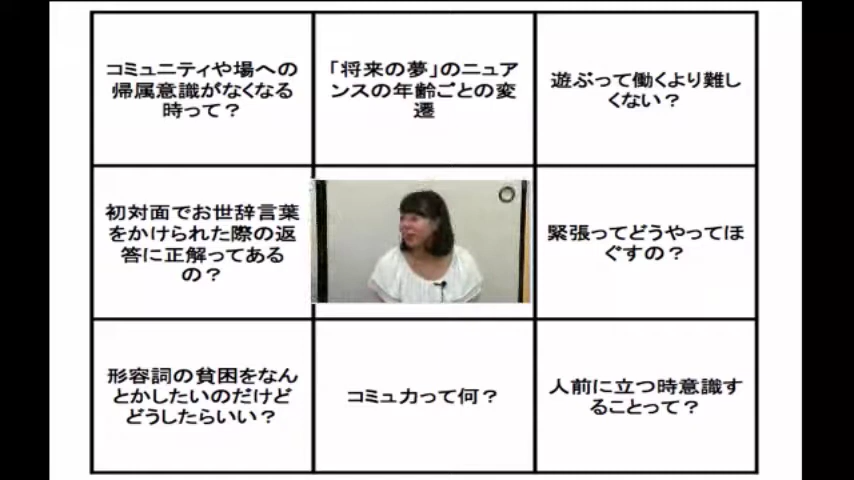 コミュニティや場への
帰属意識がなくなる
時って？
「将来の夢」のニュア
ンスの年齢ごとの変
遷
遊ぶって働くより難し
くない？
初対面でお世辞言葉
をかけられた際の返
答に正解ってある
の？
緊張ってどうやってほ
ぐすの？
形容詞の貧困をなん
とかしたいのだけど
どうしたらいい？
コミュ力って何？
人前に立つ時意識す
ることって？